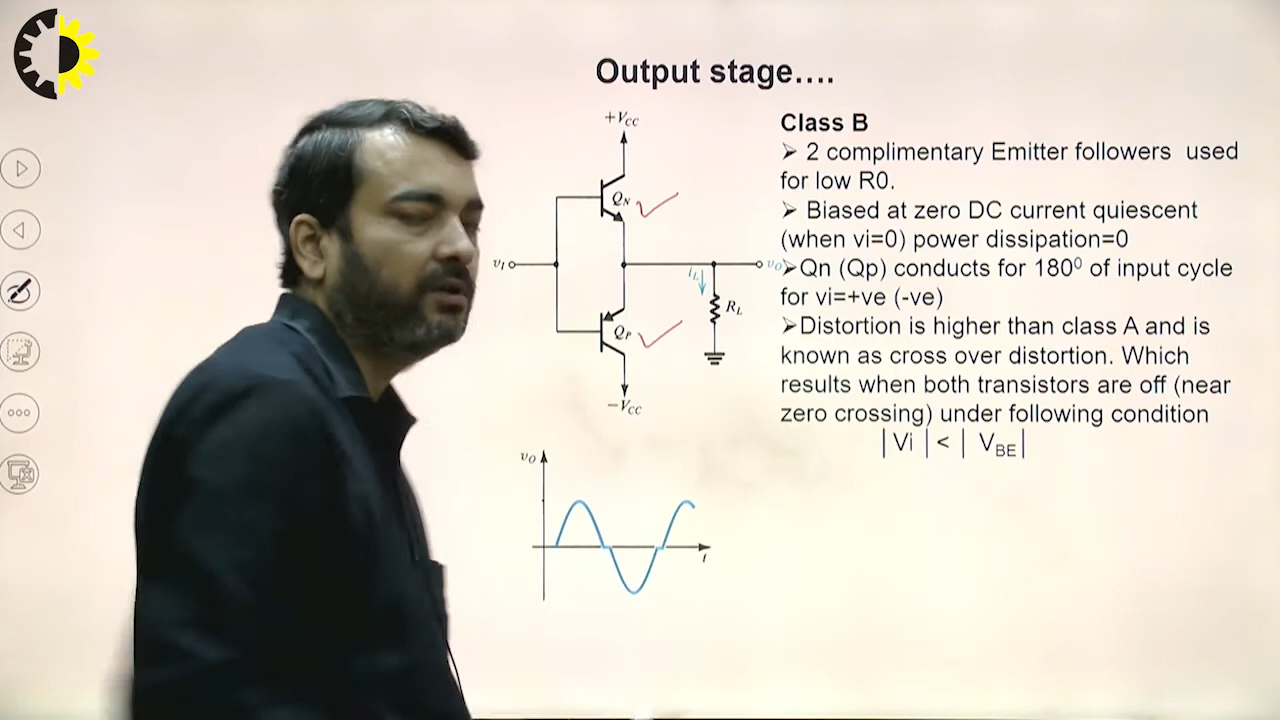 Output stage....
+VCC
QN
vI
vO
iL
RL
QP
−VCC
vO
t
Class B
➢ 2 complimentary Emitter followers used
for low R0.
➢ Biased at zero DC current quiescent
(when vi=0) power dissipation=0
➢Qn (Qp) conducts for 180⁰ of input cycle
for vi=+ve (-ve)
➢Distortion is higher than class A and is
known as cross over distortion. Which
results when both transistors are off (near
zero crossing) under following condition
|Vi |< | VBE|